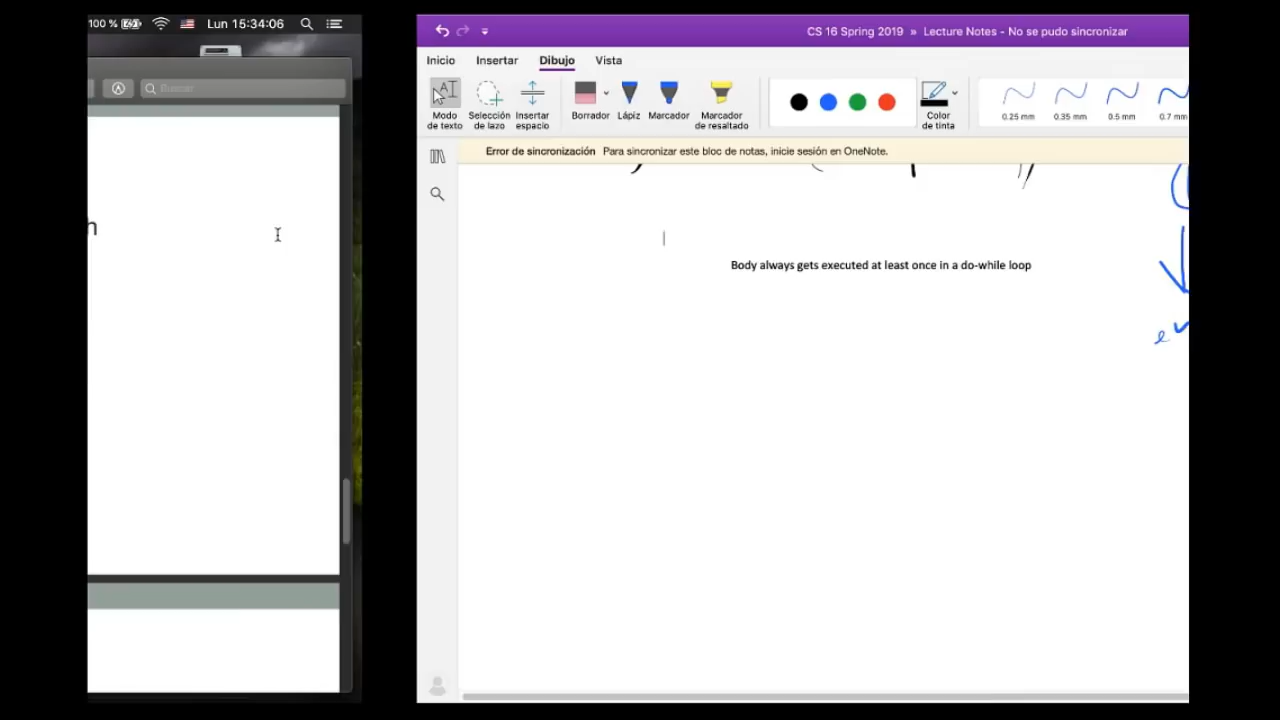 100 %
Lun 15:34:06
Buscar
h
CS 16 Spring 2019 » Lecture Notes - No se pudo sincronizar
Inicio Insertar Dibujo Vista
Modo de texto
Selección de lazo
Insertar espacio
Borrador
Lápiz
Marcador
Marcador de resaltado
Color de tinta
0.25 mm
0.35 mm
0.5 mm
0.7 mm
Error de sincronización Para sincronizar este bloc de notas, inicie sesión en OneNote.
Body always gets executed at least once in a do-while loop